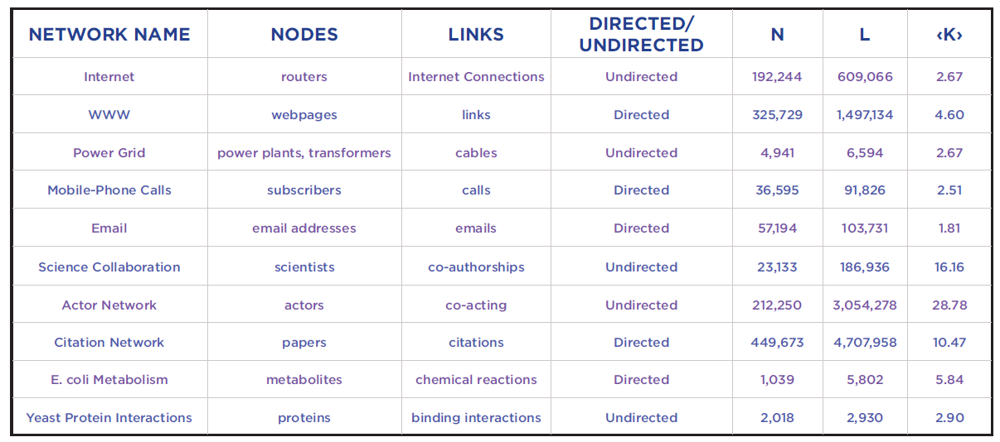 NETWORK NAME NODES LINKS DIRECTED/ UNDIRECTED N L ‹K›
Internet routers Internet Connections Undirected 192,244 609,066 2.67
WWW webpages links Directed 325,729 1,497,134 4.60
Power Grid power plants, transformers cables Undirected 4,941 6,594 2.67
Mobile-Phone Calls subscribers calls Directed 36,595 91,826 2.51
Email email addresses emails Directed 57,194 103,731 1.81
Science Collaboration scientists co-authorships Undirected 23,133 186,936 16.16
Actor Network actors co-acting Undirected 212,250 3,054,278 28.78
Citation Network papers citations Directed 449,673 4,707,958 10.47
E. coli Metabolism metabolites chemical reactions Directed 1,039 5,802 5.84
Yeast Protein Interactions proteins binding interactions Undirected 2,018 2,930 2.90